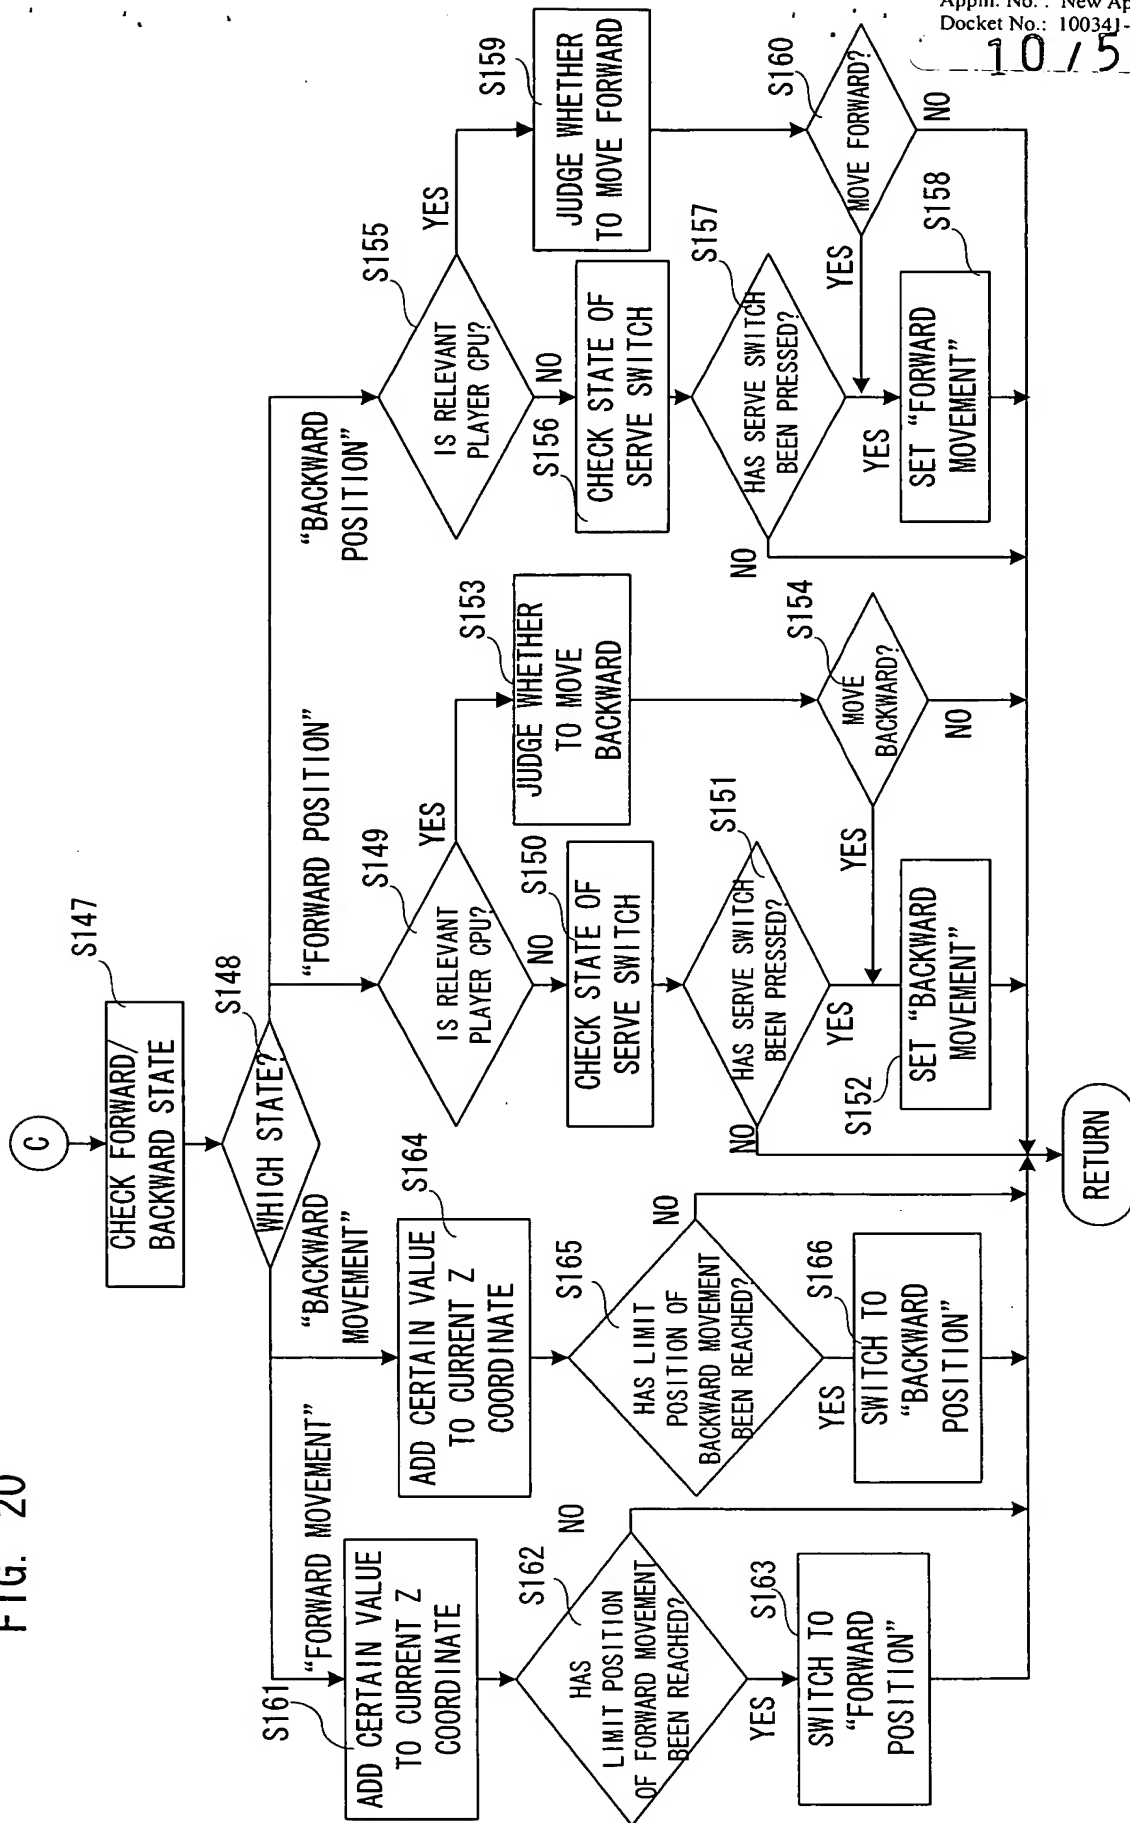 Appln. No.: New Ap
Docket No.: 100341-
10/5
FIG. 20
C
S147
CHECK FORWARD/
BACKWARD STATE
S148
WHICH STATE?
"FORWARD MOVEMENT"
S161
ADD CERTAIN VALUE
TO CURRENT Z
COORDINATE
S162
HAS
LIMIT POSITION
OF FORWARD MOVEMENT
BEEN REACHED?
NO
YES
S163
SWITCH TO
"FORWARD
POSITION"
"BACKWARD
MOVEMENT"
S164
ADD CERTAIN VALUE
TO CURRENT Z
COORDINATE
S165
HAS LIMIT
POSITION OF
BACKWARD MOVEMENT
BEEN REACHED?
NO
YES
S166
SWITCH TO
"BACKWARD
POSITION"
"FORWARD POSITION"
S149
IS RELEVANT
PLAYER CPU?
YES
NO
S150
CHECK STATE OF
SERVE SWITCH
S151
HAS SERVE SWITCH
BEEN PRESSED?
NO
YES
S152
SET "BACKWARD
MOVEMENT"
S153
JUDGE WHETHER
TO MOVE
BACKWARD
S154
MOVE
BACKWARD?
YES
NO
"BACKWARD
POSITION"
S155
IS RELEVANT
PLAYER CPU?
YES
NO
S156
CHECK STATE OF
SERVE SWITCH
S157
HAS SERVE SWITCH
BEEN PRESSED?
NO
YES
S158
SET "FORWARD
MOVEMENT"
S159
JUDGE WHETHER
TO MOVE FORWARD
S160
MOVE FORWARD?
YES
NO
RETURN